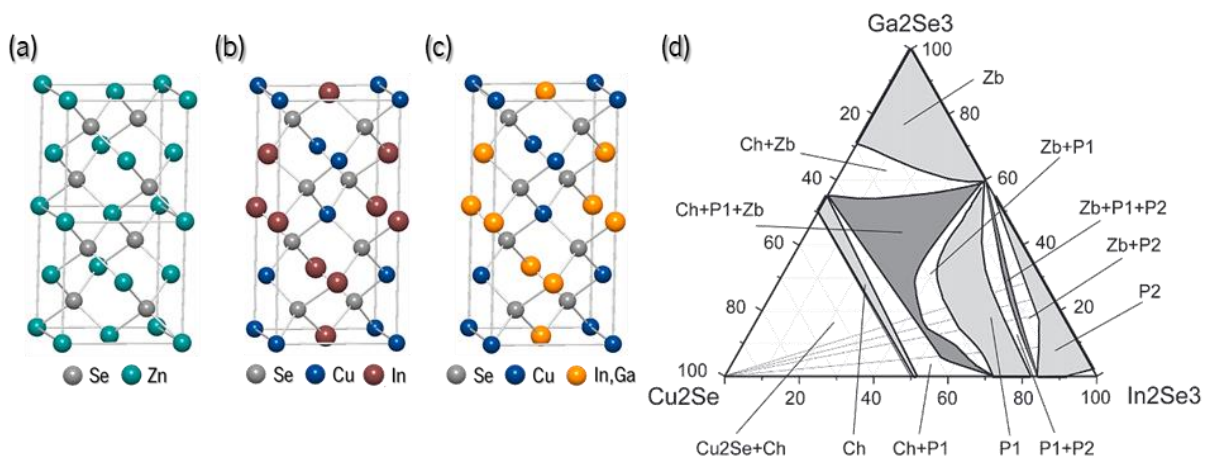 (a)
(b)
(c)
(d)
Se Zn
Se Cu In
Se Cu In,Ga
Ga2Se3
100
Zb
20
80
Ch+Zb
Zb+P1
40
60
Ch+P1+Zb
Zb+P1+P2
60
40
Zb+P2
80
20
P2
100
Cu2Se
In2Se3
20
40
60
80
100
Cu2Se+Ch
Ch
Ch+P1
P1
P1+P2